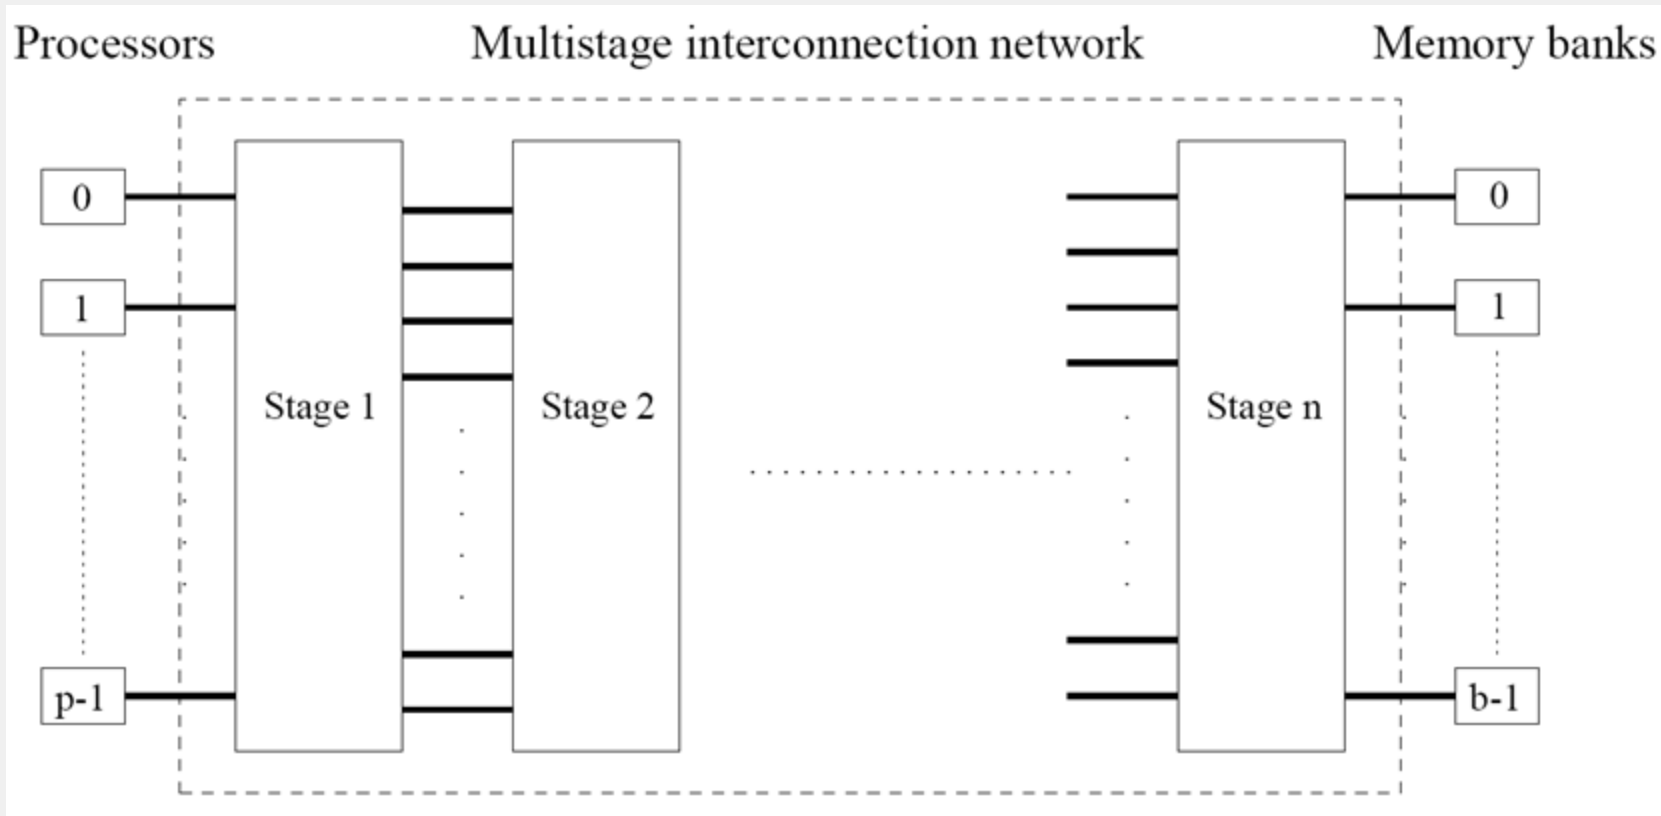 Processors Multistage interconnection network Memory banks
0 0
1 1
Stage 1 Stage 2 Stage n
p-1 b-1